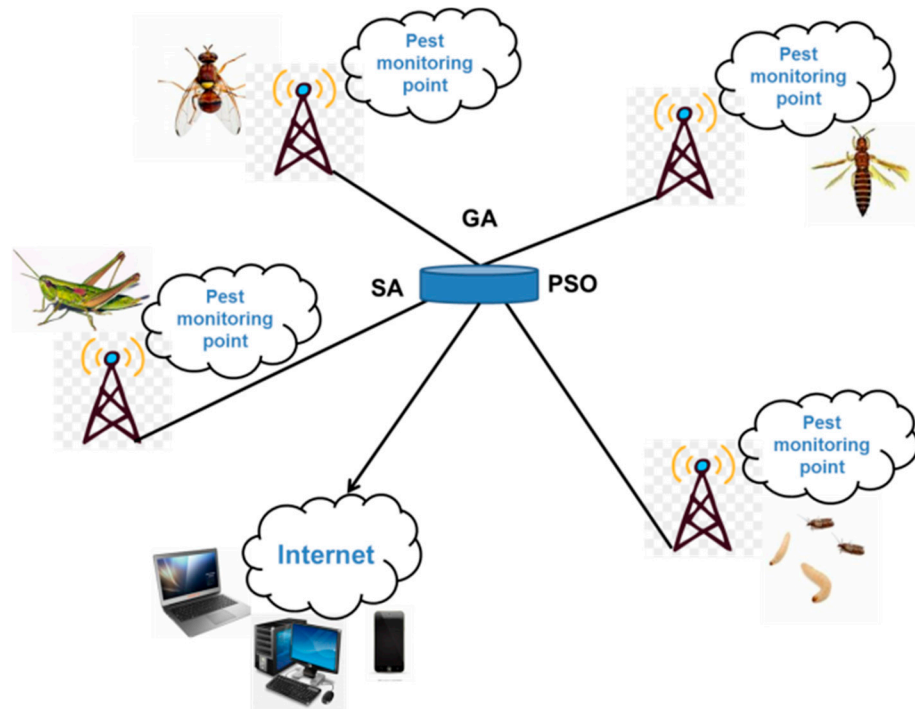 Pest
monitoring
point
Pest
monitoring
point
GA
SA
PSO
Pest
monitoring
point
Pest
monitoring
point
Internet